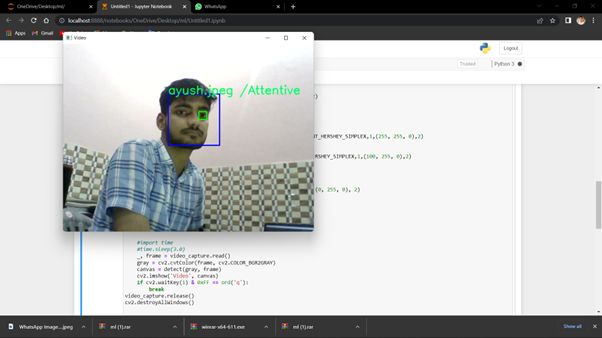 OneDrive/Desktop/ml/
Untitled1 - Jupyter Notebook
WhatsApp
localhost:8888/notebooks/OneDrive/Desktop/ml/Untitled1.ipynb
Apps
Gmail
Video
Logout
Trusted
Python 3
ayush.jpeg /Attentive
T_HERSHEY_SIMPLEX,1,(255, 255, 0),2)
HERSHEY_SIMPLEX,1,(100, 255, 0),2)
(0, 255, 0), 2)
#import time
#time.sleep(3.0)
_, frame = video_capture.read()
gray = cv2.cvtColor(frame, cv2.COLOR_BGR2GRAY)
canvas = detect(gray, frame)
cv2.imshow('Video', canvas)
if cv2.waitKey(1) & 0xFF == ord('q'):
break
video_capture.release()
cv2.destroyAllWindows()
WhatsApp Image....jpeg
ml (1).rar
winrar-x64-611.exe
ml (1).rar
Show all